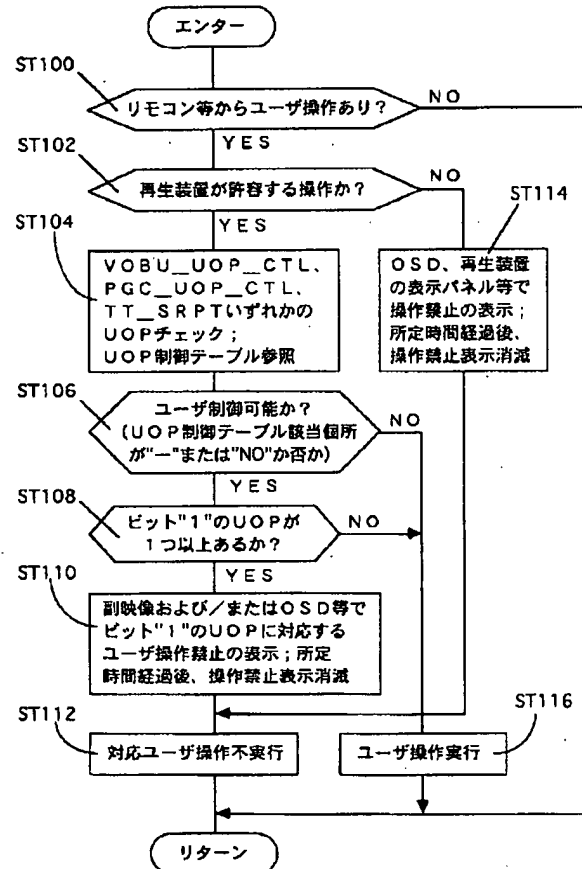 エンター
ST100
リモコン等からユーザ操作あり？
NO
YES
ST102
再生装置が許容する操作か？
NO
YES
ST104
VOBU＿UOP＿CTL、
PGC＿UOP＿CTL、
TT＿SRPTいずれかの
UOPチェック；
UOP制御テーブル参照
ST114
OSD、再生装置
の表示パネル等で
操作禁止の表示；
所定時間経過後、
操作禁止表示消滅
ST106
ユーザ制御可能か？
（UOP制御テーブル該当個所
が"ー"または"NO"か否か）
NO
YES
ST108
ビット"1"のUOPが
1つ以上あるか？
NO
YES
ST110
副映像および／またはOSD等で
ビット"1"のUOPに対応する
ユーザ操作禁止の表示；所定
時間経過後、操作禁止表示消滅
ST112
対応ユーザ操作不実行
ST116
ユーザ操作実行
リターン